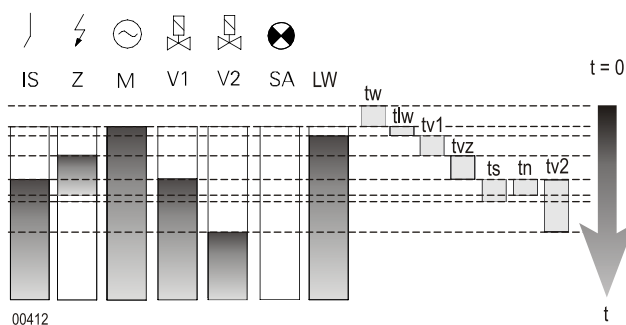 IS Z M V1 V2 SA LW
t = 0
tw
tlw
tv1
tvz
ts tn tv2
t
00412